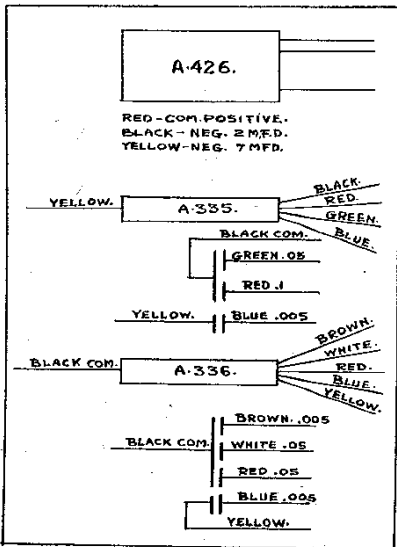 A-426.
RED-COM. POSITIVE.
BLACK-NEG. 2 M.F.D.
YELLOW-NEG. 7 MFD.
YELLOW.
A-335.
BLACK.
RED.
GREEN.
BLUE.
BLACK COM.
GREEN .05
RED .1
YELLOW.
BLUE .005
BLACK COM.
A-336.
BROWN.
WHITE.
RED.
BLUE.
YELLOW.
BROWN. .005
BLACK COM.
WHITE .05
RED .05
BLUE .005
YELLOW.